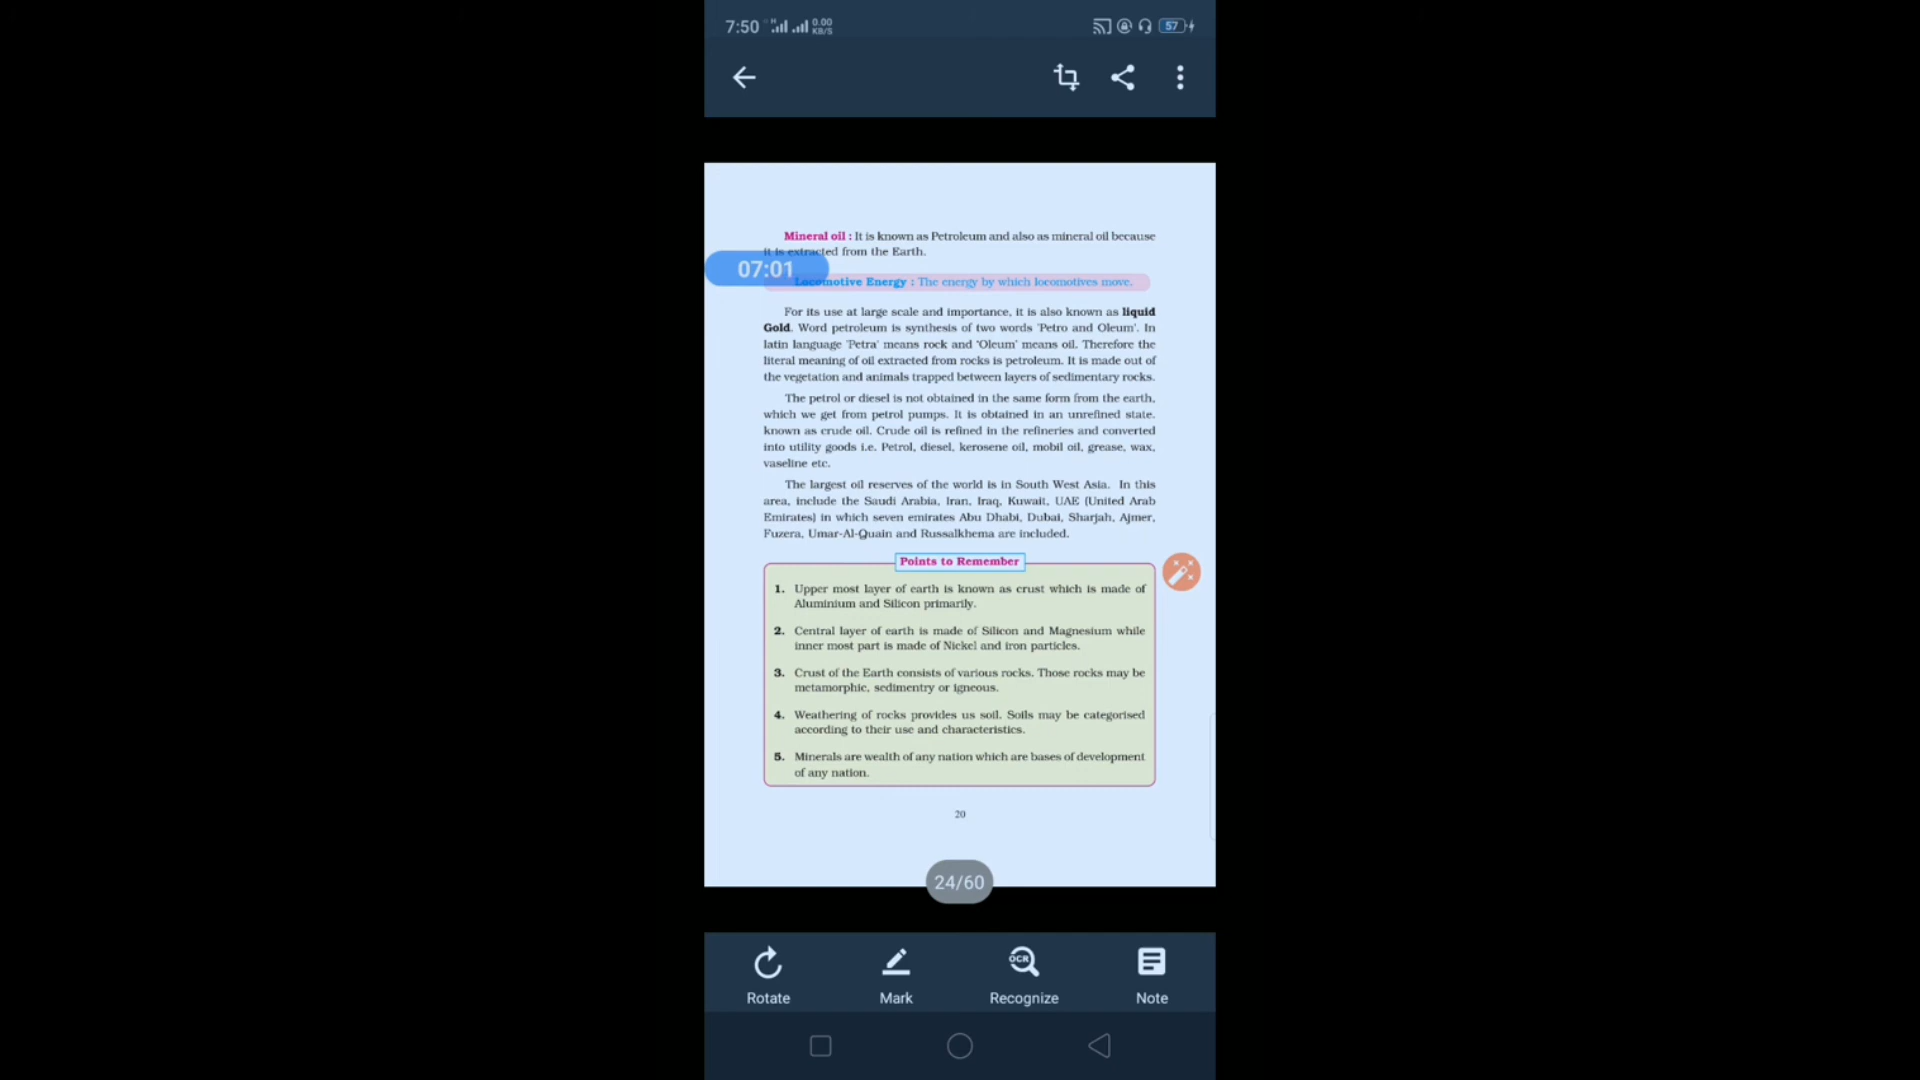 7:50 H 0.00 KB/S 57
Mineral oil : It is known as Petroleum and also as mineral oil because
it is extracted from the Earth.
07:01
Locomotive Energy : The energy by which locomotives move.
For its use at large scale and importance, it is also known as liquid
Gold. Word petroleum is synthesis of two words 'Petro and Oleum'. In
latin language 'Petra' means rock and 'Oleum' means oil. Therefore the
literal meaning of oil extracted from rocks is petroleum. It is made out of
the vegetation and animals trapped between layers of sedimentary rocks.
The petrol or diesel is not obtained in the same form from the earth,
which we get from petrol pumps. It is obtained in an unrefined state.
known as crude oil. Crude oil is refined in the refineries and converted
into utility goods i.e. Petrol, diesel, kerosene oil, mobil oil, grease, wax,
vaseline etc.
The largest oil reserves of the world is in South West Asia. In this
area, include the Saudi Arabia, Iran, Iraq, Kuwait, UAE (United Arab
Emirates) in which seven emirates Abu Dhabi, Dubai, Sharjah, Ajmer,
Fuzera, Umar-Al-Quain and Russalkhema are included.
Points to Remember
1. Upper most layer of earth is known as crust which is made of
Aluminium and Silicon primarily.
2. Central layer of earth is made of Silicon and Magnesium while
inner most part is made of Nickel and iron particles.
3. Crust of the Earth consists of various rocks. Those rocks may be
metamorphic, sedimentry or igneous.
4. Weathering of rocks provides us soil. Soils may be categorised
according to their use and characteristics.
5. Minerals are wealth of any nation which are bases of development
of any nation.
20
24/60
OCR
Rotate Mark Recognize Note